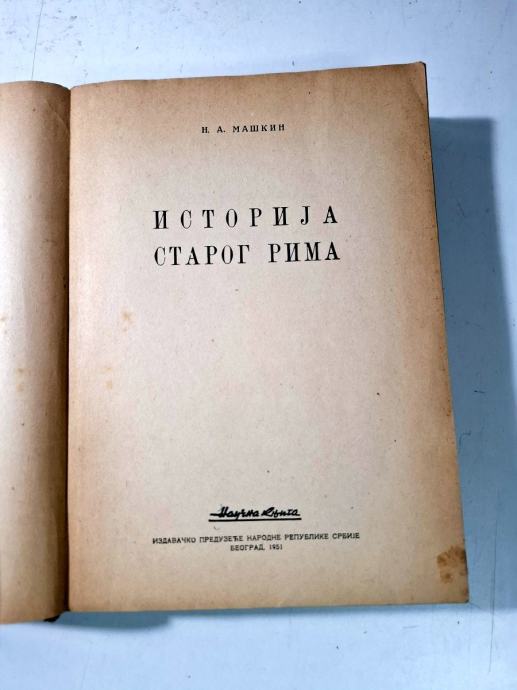 Н. А. МАШКИН
ИСТОРИЈА
СТАРОГ РИМА
Научна књига
ИЗДАВАЧКО ПРЕДУЗЕЋЕ НАРОДНЕ РЕПУБЛИКЕ СРБИЈЕ
БЕОГРАД, 1951